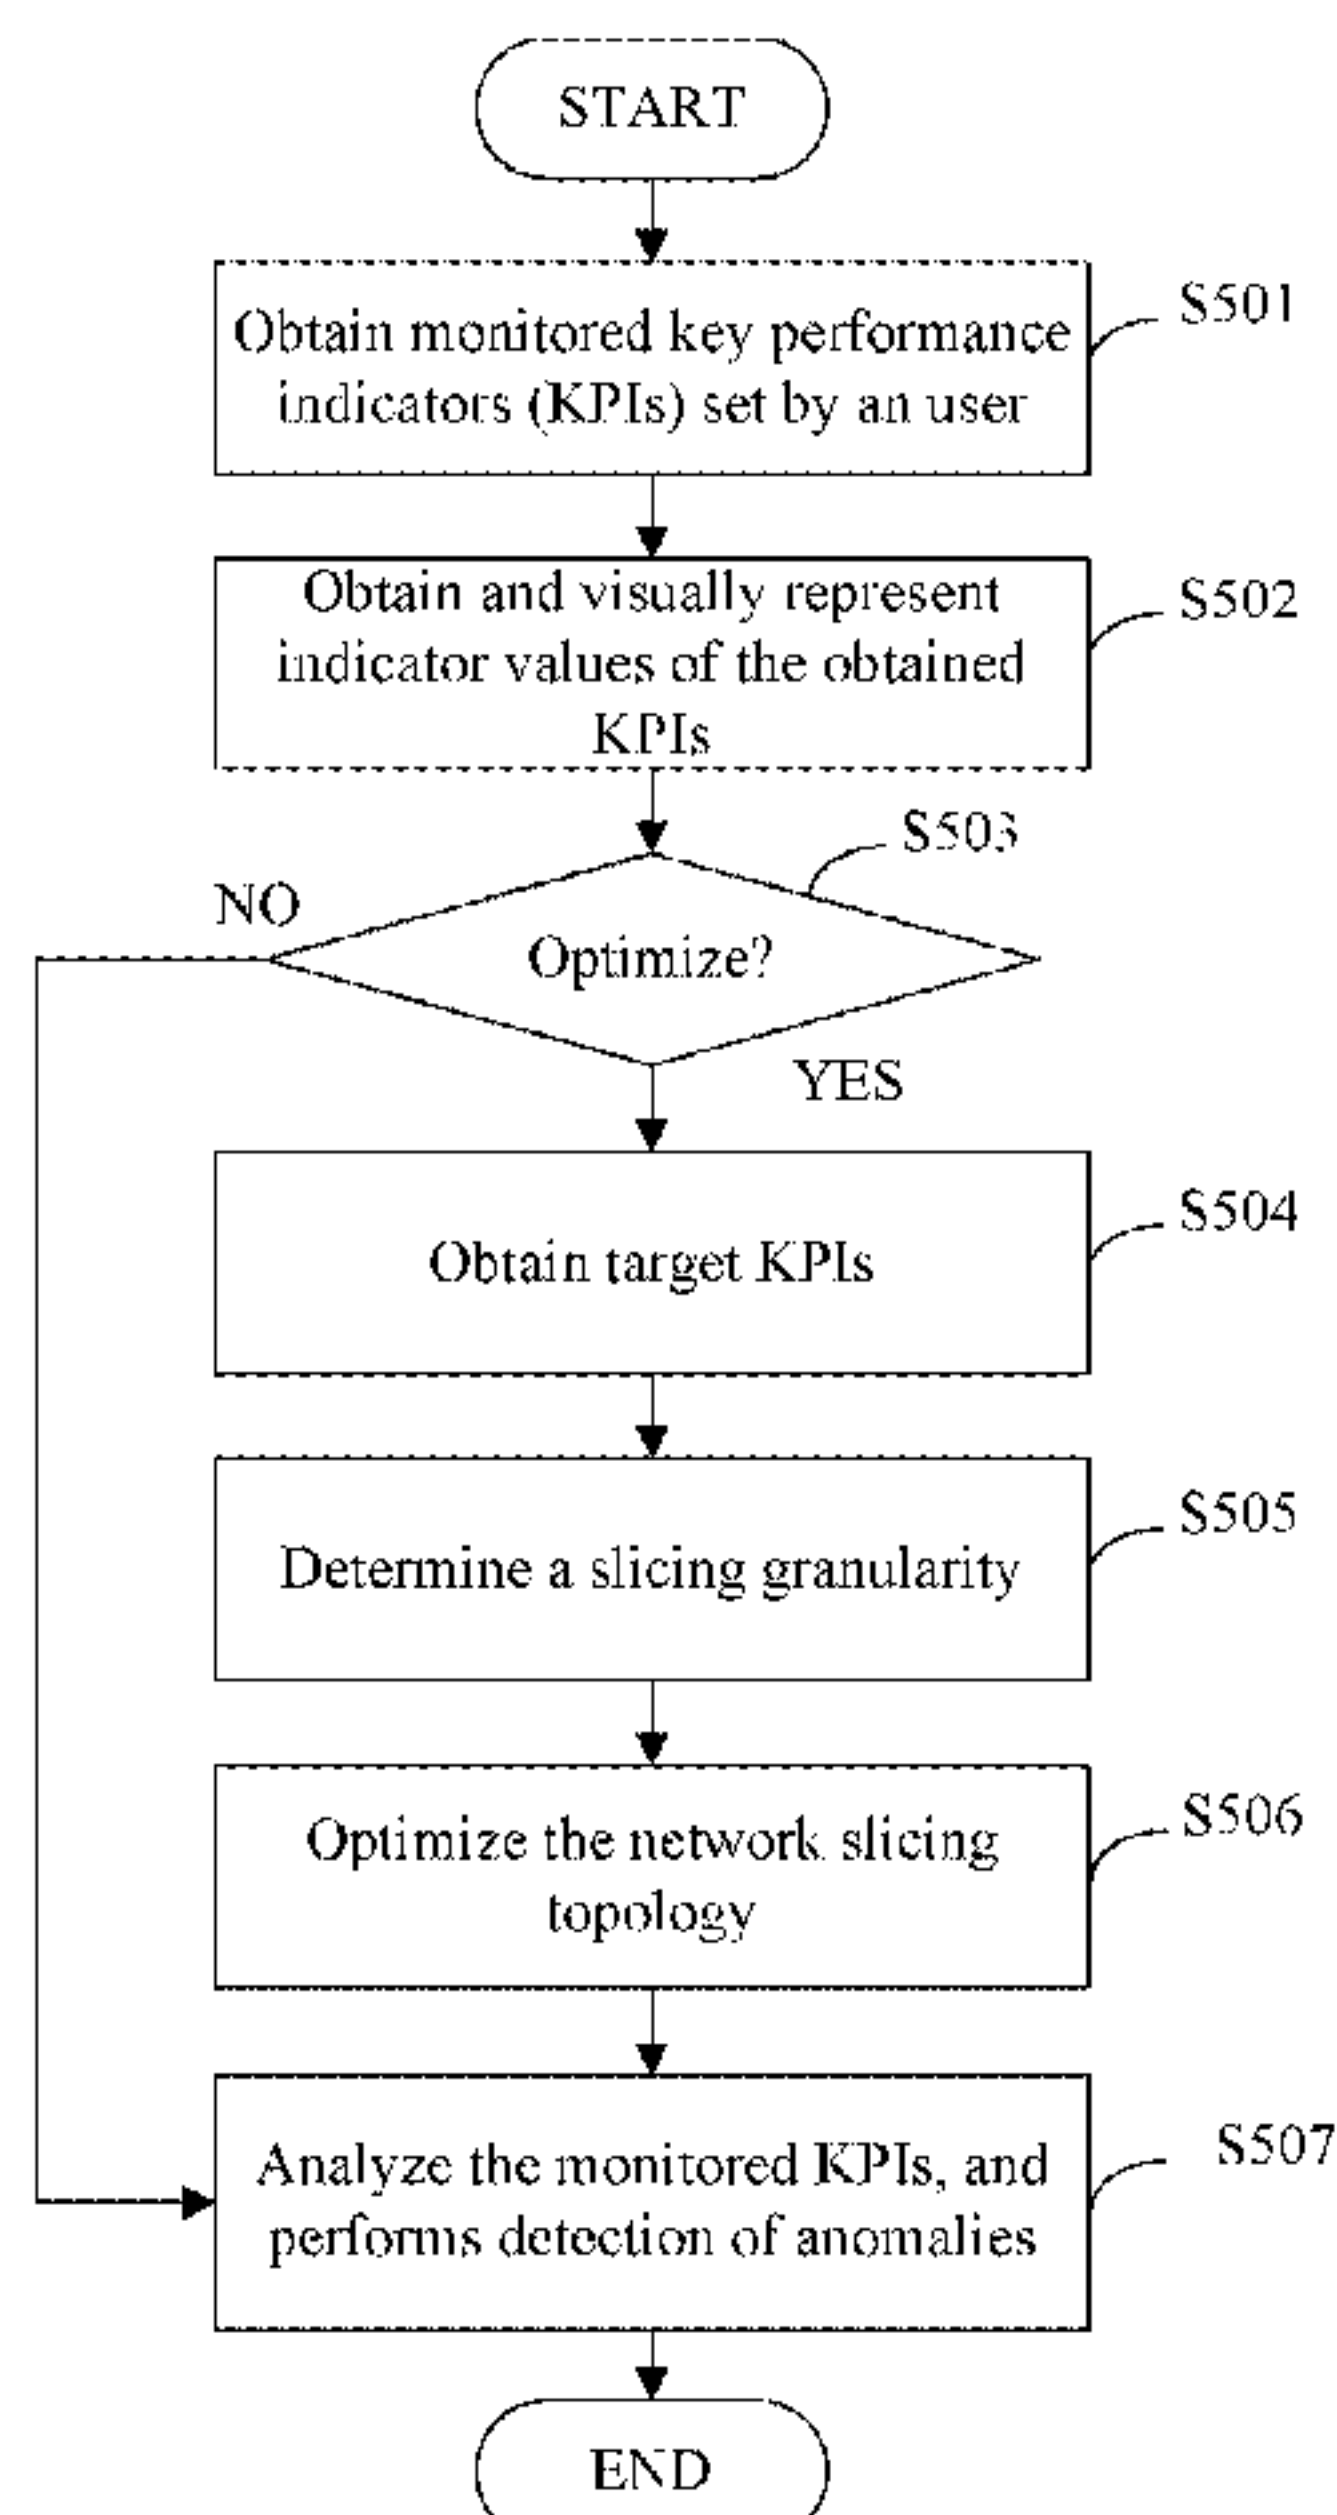 START
Obtain monitored key performance
indicators (KPIs) set by an user
S501
Obtain and visually represent
indicator values of the obtained
KPIs
S502
S503
NO
Optimize?
YES
Obtain target KPIs
S504
Determine a slicing granularity
S505
Optimize the network slicing
topology
S506
Analyze the monitored KPIs, and
performs detection of anomalies
S507
END